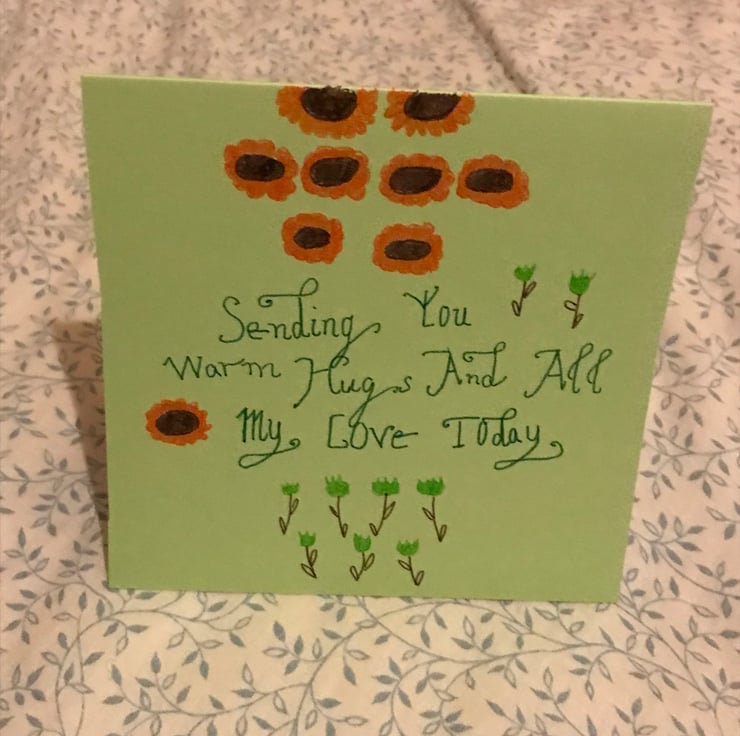 Sending You
Warm Hugs And All
My Love Today